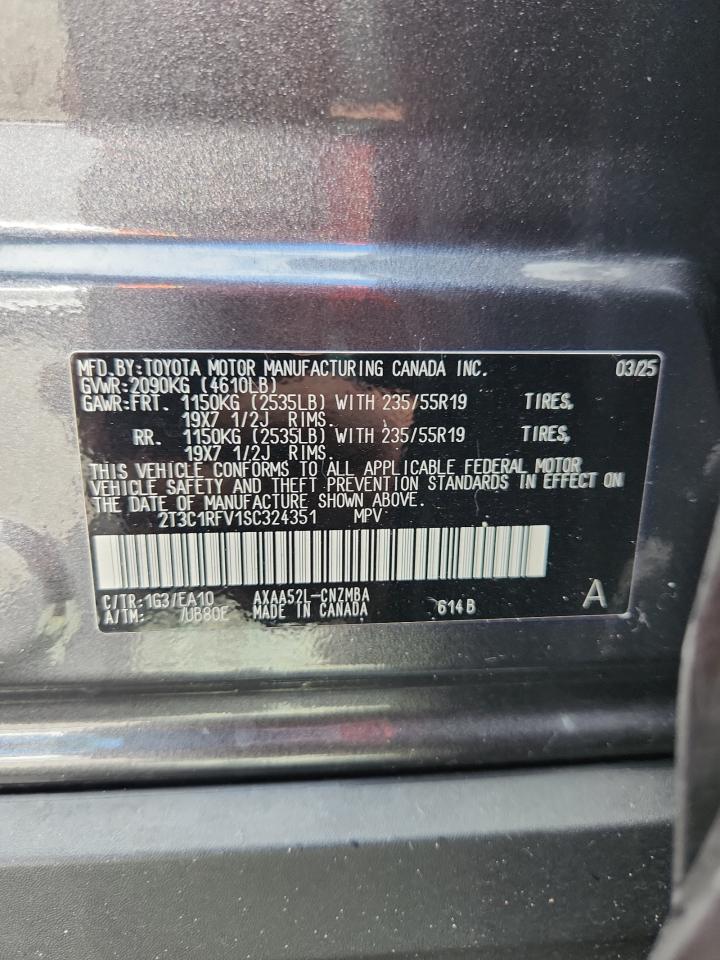 MFD.BY:TOYOTA MOTOR MANUFACTURING CANADA INC. 03/25
GVWR:2090KG (4610LB)
GAWR:FRT. 1150KG (2535LB) WITH 235/55R19 TIRES,
19X7 1/2J RIMS.
RR. 1150KG (2535LB) WITH 235/55R19 TIRES,
19X7 1/2J RIMS.
THIS VEHICLE CONFORMS TO ALL APPLICABLE FEDERAL MOTOR
VEHICLE SAFETY AND THEFT PREVENTION STANDARDS IN EFFECT ON
THE DATE OF MANUFACTURE SHOWN ABOVE.
2T3C1RFV1SC324351 MPV
C/TR:1G3/EA10 AXAA52L-CNZMBA
A/TM: /UB80E MADE IN CANADA 614B A